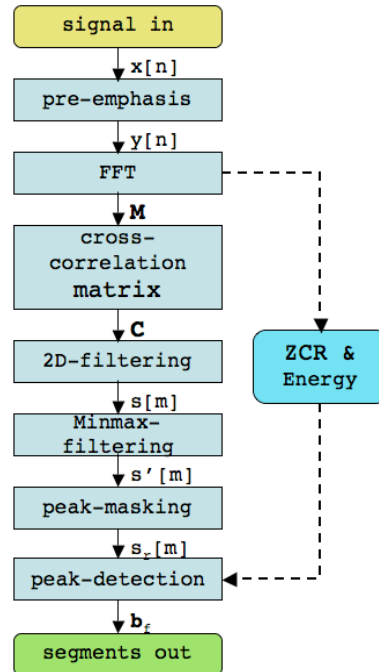 signal in
x[n]
pre-emphasis
y[n]
FFT
M
cross-
correlation
matrix
C
2D-filtering
ZCR &
Energy
s[m]
Minmax-
filtering
s'[m]
peak-masking
sᵣ[m]
peak-detection
b_f
segments out